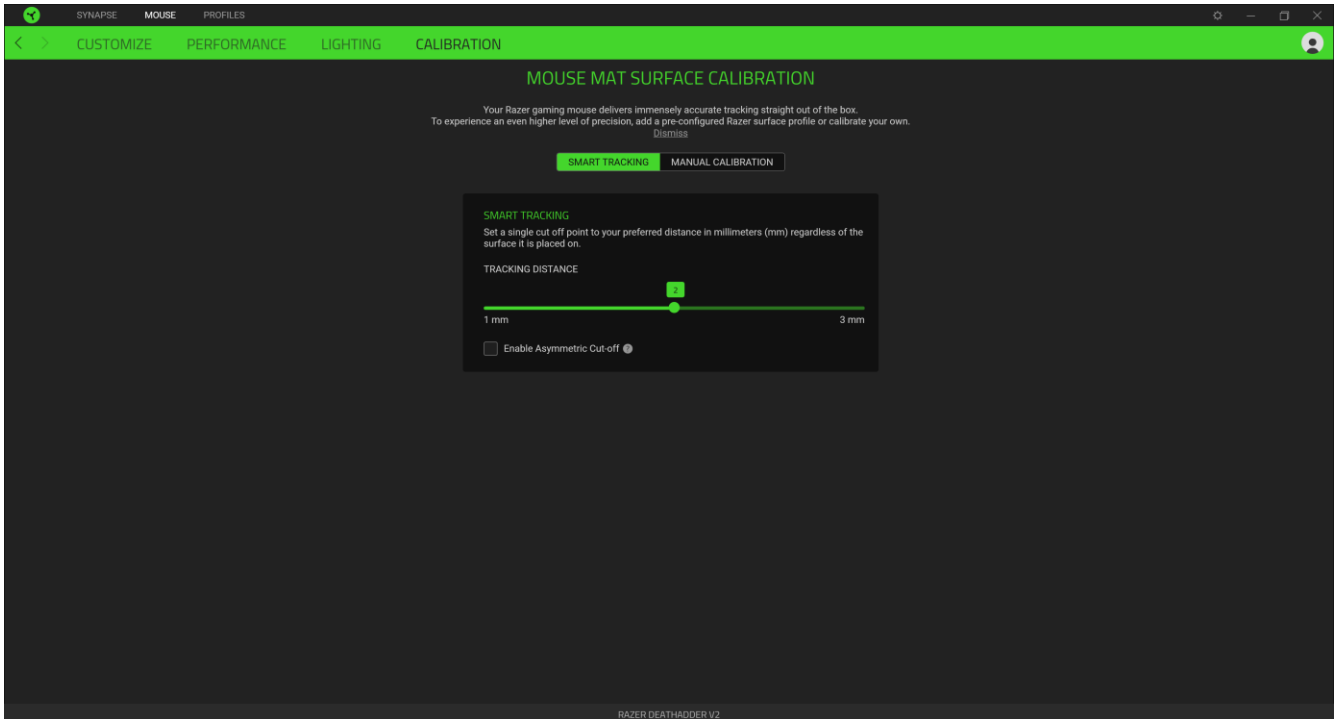 SYNAPSE MOUSE PROFILES
CUSTOMIZE PERFORMANCE LIGHTING CALIBRATION
MOUSE MAT SURFACE CALIBRATION
Your Razer gaming mouse delivers immensely accurate tracking straight out of the box.
To experience an even higher level of precision, add a pre-configured Razer surface profile or calibrate your own.
Dismiss
SMART TRACKING MANUAL CALIBRATION
SMART TRACKING
Set a single cut off point to your preferred distance in millimeters (mm) regardless of the
surface it is placed on.
TRACKING DISTANCE
2
1 mm 3 mm
Enable Asymmetric Cut-off ?
RAZER DEATHADDER V2